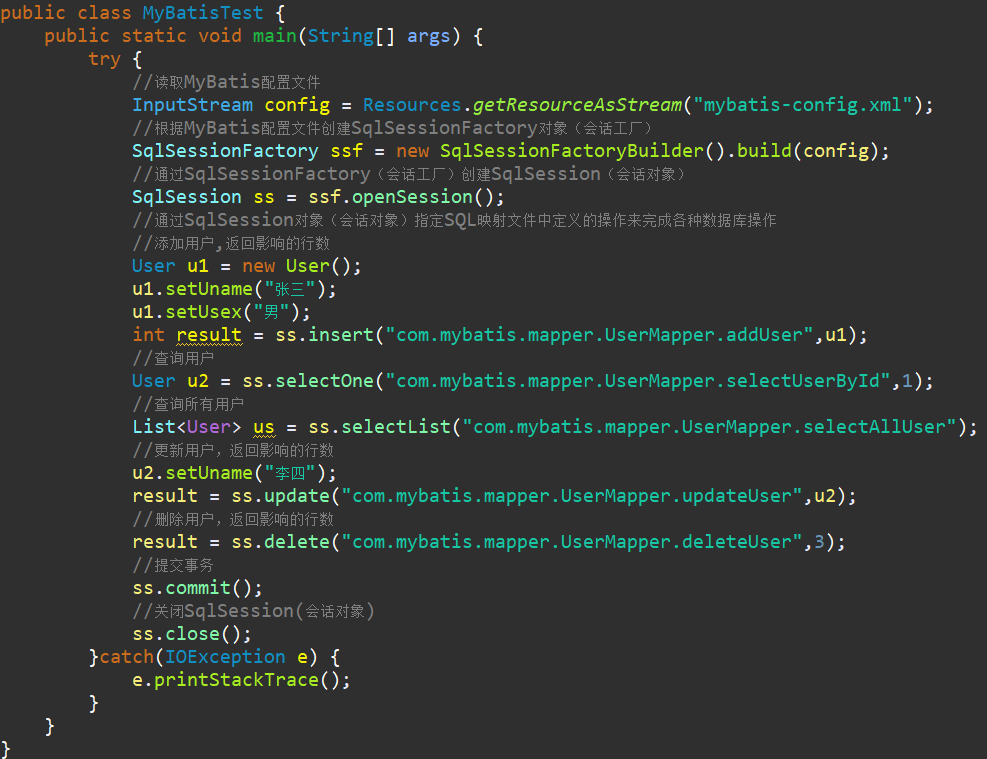 public class MyBatisTest {
    public static void main(String[] args) {
        try {
            //读取MyBatis配置文件
            InputStream config = Resources.getResourceAsStream("mybatis-config.xml");
            //根据MyBatis配置文件创建SqlSessionFactory对象（会话工厂）
            SqlSessionFactory ssf = new SqlSessionFactoryBuilder().build(config);
            //通过SqlSessionFactory（会话工厂）创建SqlSession（会话对象）
            SqlSession ss = ssf.openSession();
            //通过SqlSession对象（会话对象）指定SQL映射文件中定义的操作来完成各种数据库操作
            //添加用户,返回影响的行数
            User u1 = new User();
            u1.setUname("张三");
            u1.setUsex("男");
            int result = ss.insert("com.mybatis.mapper.UserMapper.addUser",u1);
            //查询用户
            User u2 = ss.selectOne("com.mybatis.mapper.UserMapper.selectUserById",1);
            //查询所有用户
            List<User> us = ss.selectList("com.mybatis.mapper.UserMapper.selectAllUser");
            //更新用户，返回影响的行数
            u2.setUname("李四");
            result = ss.update("com.mybatis.mapper.UserMapper.updateUser",u2);
            //删除用户，返回影响的行数
            result = ss.delete("com.mybatis.mapper.UserMapper.deleteUser",3);
            //提交事务
            ss.commit();
            //关闭SqlSession(会话对象)
            ss.close();
        }catch(IOException e) {
            e.printStackTrace();
        }
    }
}